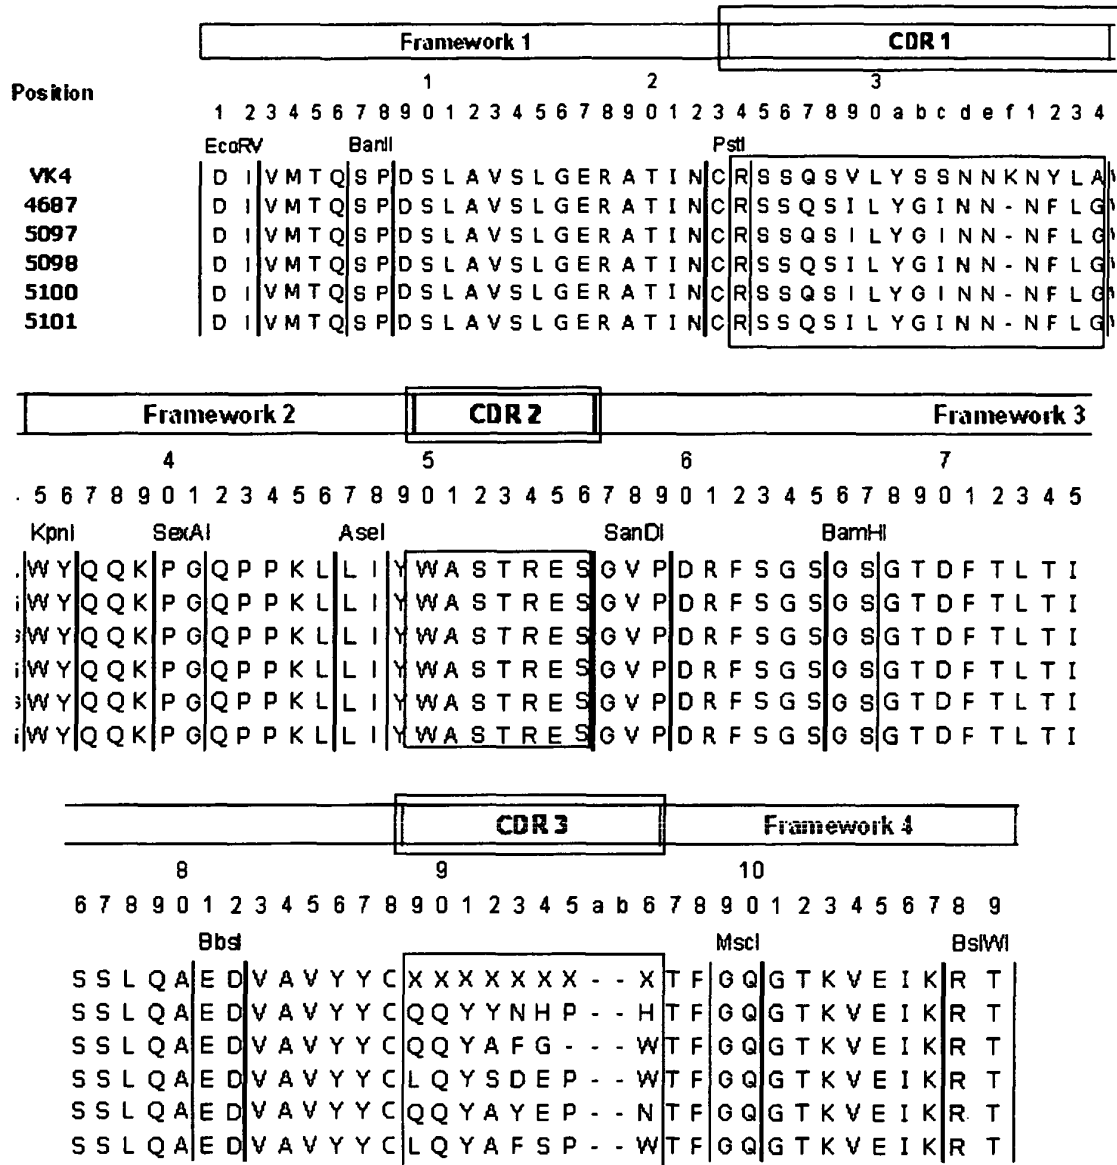 Framework 1 CDR 1
1 2 3
Position
1 2 3 4 5 6 7 8 9 0 1 2 3 4 5 6 7 8 9 0 1 2 3 4 5 6 7 8 9 0 a b c d e f 1 2 3 4
EcoRV BanII PstI
VK4 D I V M T Q S P D S L A V S L G E R A T I N C R S S Q S V L Y S S N N K N Y L A
4687 D I V M T Q S P D S L A V S L G E R A T I N C R S S Q S I L Y G I N N - N F L G
5097 D I V M T Q S P D S L A V S L G E R A T I N C R S S Q S I L Y G I N N - N F L G
5098 D I V M T Q S P D S L A V S L G E R A T I N C R S S Q S I L Y G I N N - N F L G
5100 D I V M T Q S P D S L A V S L G E R A T I N C R S S Q S I L Y G I N N - N F L G
5101 D I V M T Q S P D S L A V S L G E R A T I N C R S S Q S I L Y G I N N - N F L G
Framework 2 CDR 2 Framework 3
4 5 6 7
5 6 7 8 9 0 1 2 3 4 5 6 7 8 9 0 1 2 3 4 5 6 7 8 9 0 1 2 3 4 5 6 7 8 9 0 1 2 3 4 5
KpnI SexAI AseI SanDI BamHI
W Y Q Q K P G Q P P K L L I Y W A S T R E S G V P D R F S G S G S G T D F T L T I
W Y Q Q K P G Q P P K L L I Y W A S T R E S G V P D R F S G S G S G T D F T L T I
W Y Q Q K P G Q P P K L L I Y W A S T R E S G V P D R F S G S G S G T D F T L T I
W Y Q Q K P G Q P P K L L I Y W A S T R E S G V P D R F S G S G S G T D F T L T I
W Y Q Q K P G Q P P K L L I Y W A S T R E S G V P D R F S G S G S G T D F T L T I
W Y Q Q K P G Q P P K L L I Y W A S T R E S G V P D R F S G S G S G T D F T L T I
CDR 3 Framework 4
8 9 10
6 7 8 9 0 1 2 3 4 5 6 7 8 9 0 1 2 3 4 5 a b 6 7 8 9 0 1 2 3 4 5 6 7 8 9
BbsI MscI BsiWI
S S L Q A E D V A V Y Y C X X X X X X X - - X T F G Q G T K V E I K R T
S S L Q A E D V A V Y Y C Q Q Y Y N H P - - H T F G Q G T K V E I K R T
S S L Q A E D V A V Y Y C Q Q Y A F G - - - W T F G Q G T K V E I K R T
S S L Q A E D V A V Y Y C L Q Y S D E P - - W T F G Q G T K V E I K R T
S S L Q A E D V A V Y Y C Q Q Y A Y E P - - N T F G Q G T K V E I K R T
S S L Q A E D V A V Y Y C L Q Y A F S P - - W T F G Q G T K V E I K R T